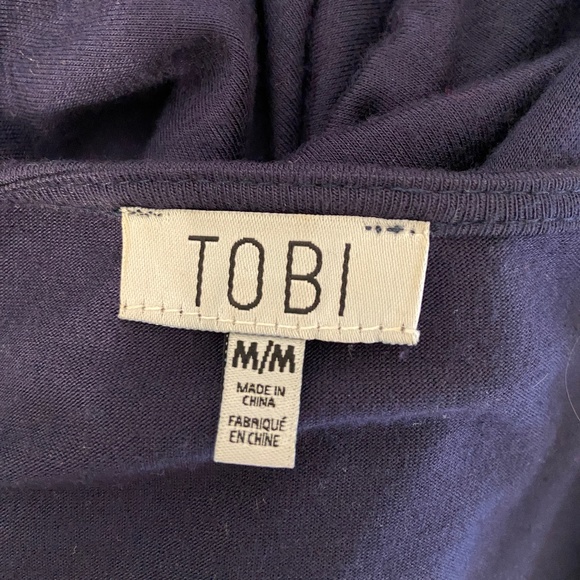 TOBI
M/M
MADE IN
CHINA
FABRIQUÉ
EN CHINE